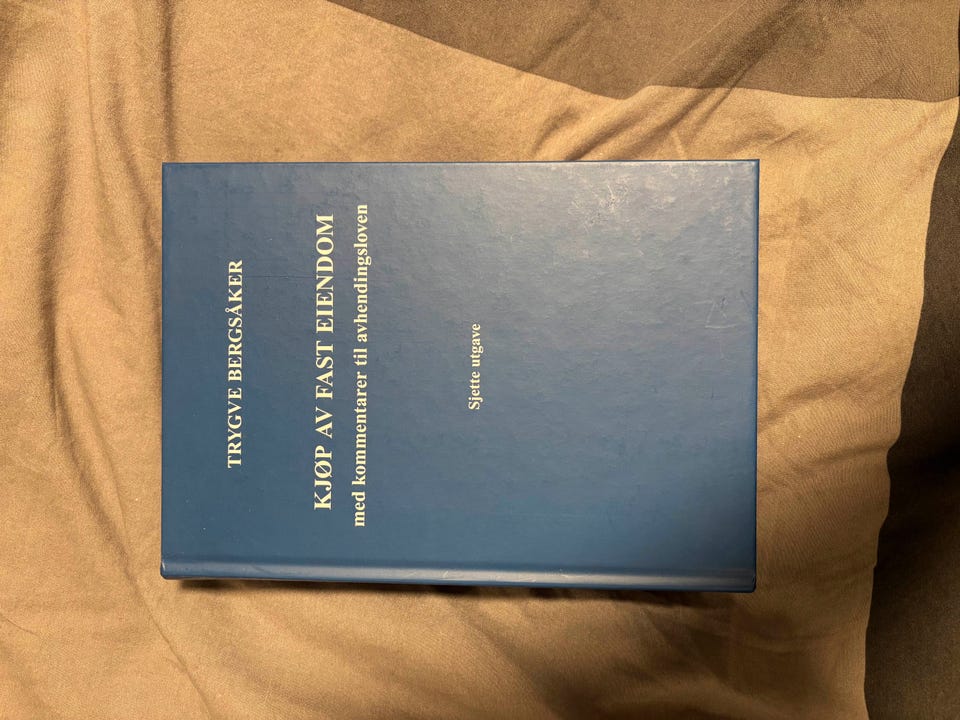 TRYGVE BERGSÅKER
KJØP AV FAST EIENDOM
med kommentarer til avhendingsloven
Sjette utgave